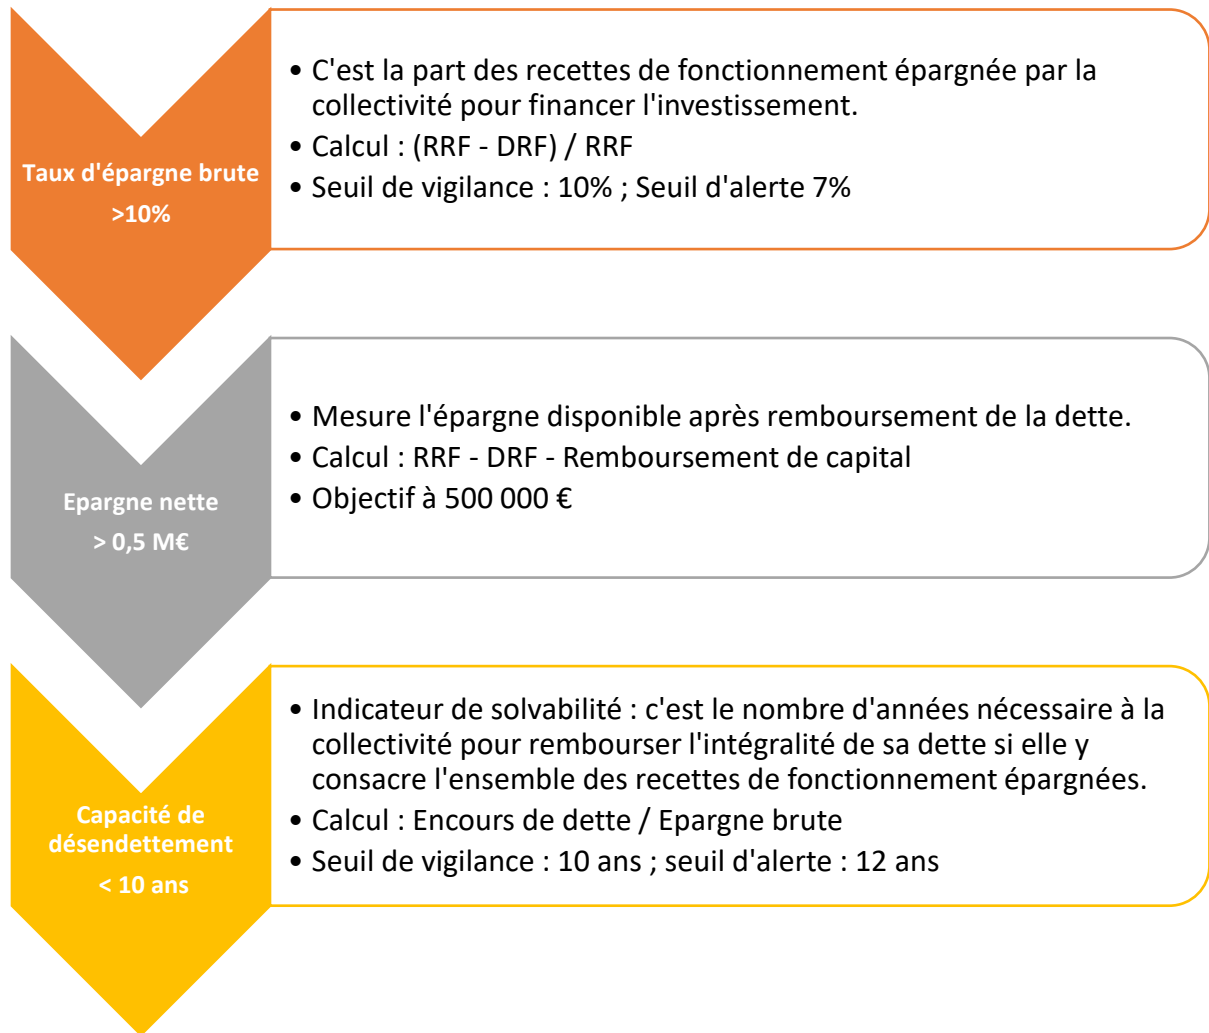 Taux d'épargne brute
>10%
• C'est la part des recettes de fonctionnement épargnée par la
collectivité pour financer l'investissement.
• Calcul : (RRF - DRF) / RRF
• Seuil de vigilance : 10% ; Seuil d'alerte 7%
Epargne nette
> 0,5 M€
• Mesure l'épargne disponible après remboursement de la dette.
• Calcul : RRF - DRF - Remboursement de capital
• Objectif à 500 000 €
Capacité de
désendettement
< 10 ans
• Indicateur de solvabilité : c'est le nombre d'années nécessaire à la
collectivité pour rembourser l'intégralité de sa dette si elle y
consacre l'ensemble des recettes de fonctionnement épargnées.
• Calcul : Encours de dette / Epargne brute
• Seuil de vigilance : 10 ans ; seuil d'alerte : 12 ans